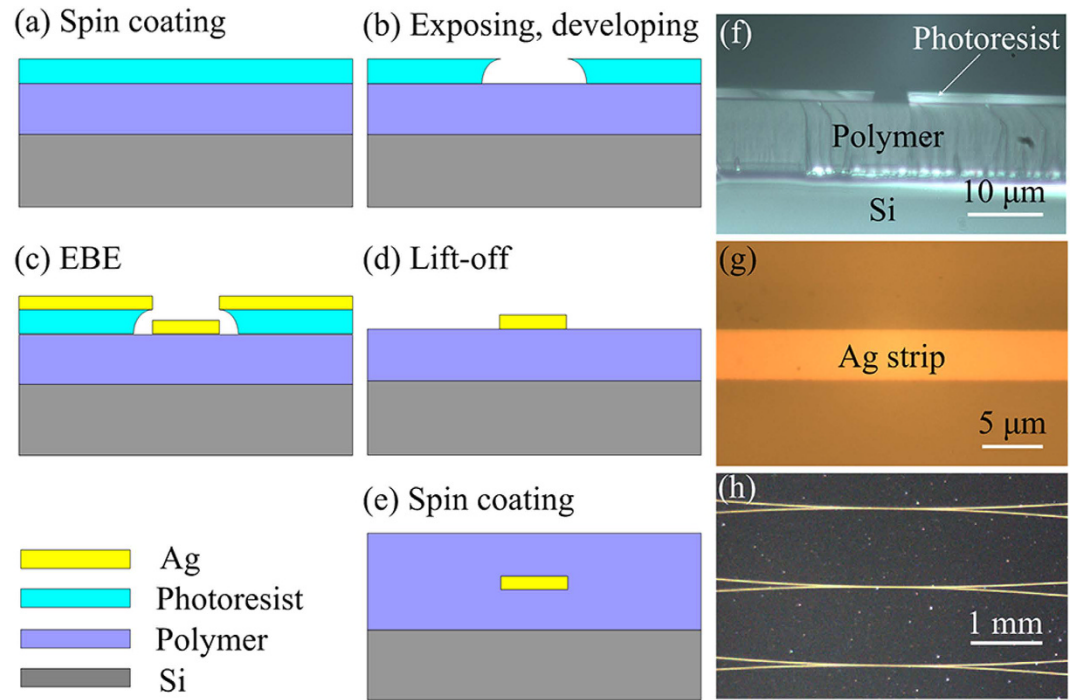 (a) Spin coating
(b) Exposing, developing
(c) EBE
(d) Lift-off
(e) Spin coating
Ag
Photoresist
Polymer
Si
(f)
Photoresist
Polymer
Si
10 μm
(g)
Ag strip
5 μm
(h)
1 mm